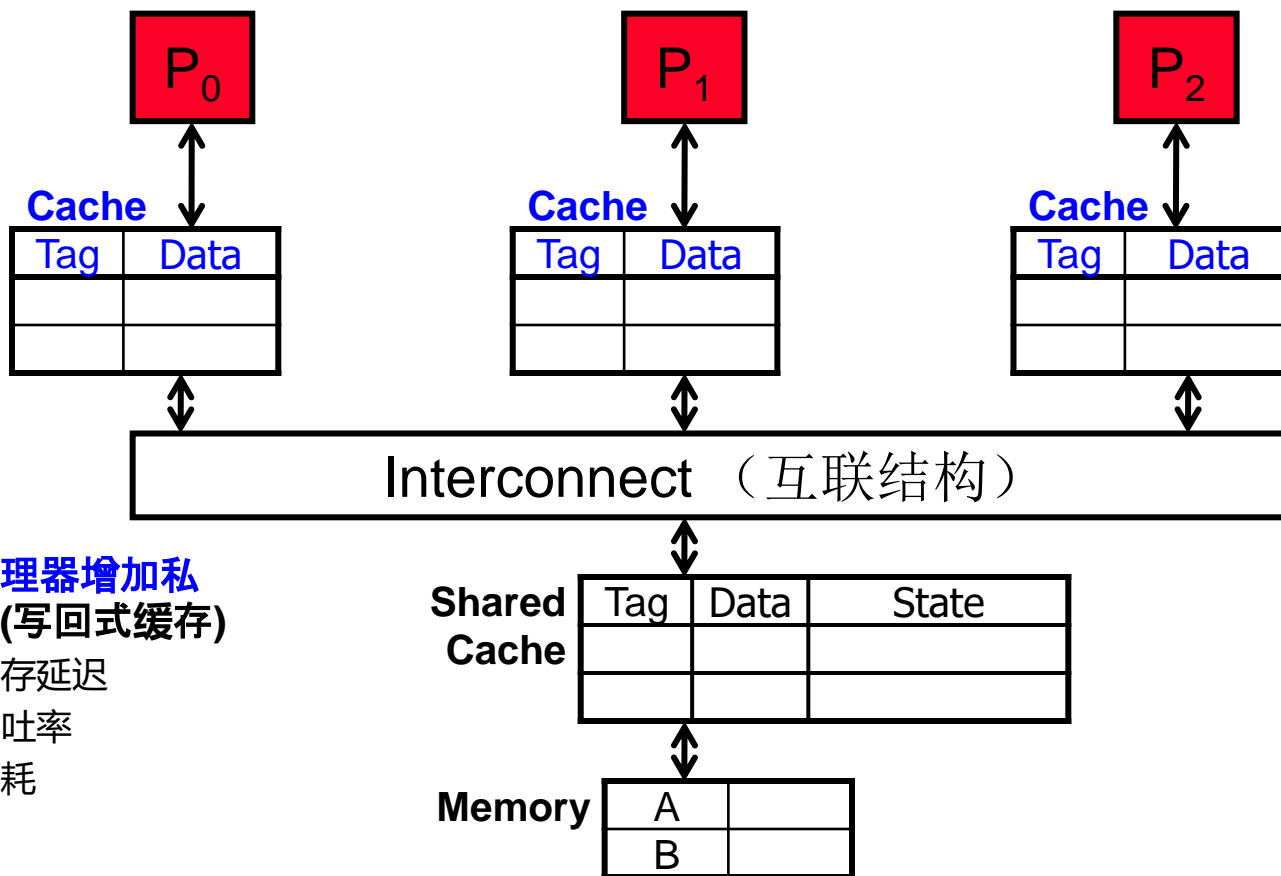 P0 P1 P2
Cache Cache Cache
Tag Data Tag Data Tag Data
Interconnect （互联结构）
理器增加私
(写回式缓存)
存延迟
吐率
耗
Shared Cache
Tag Data State
Memory
A
B